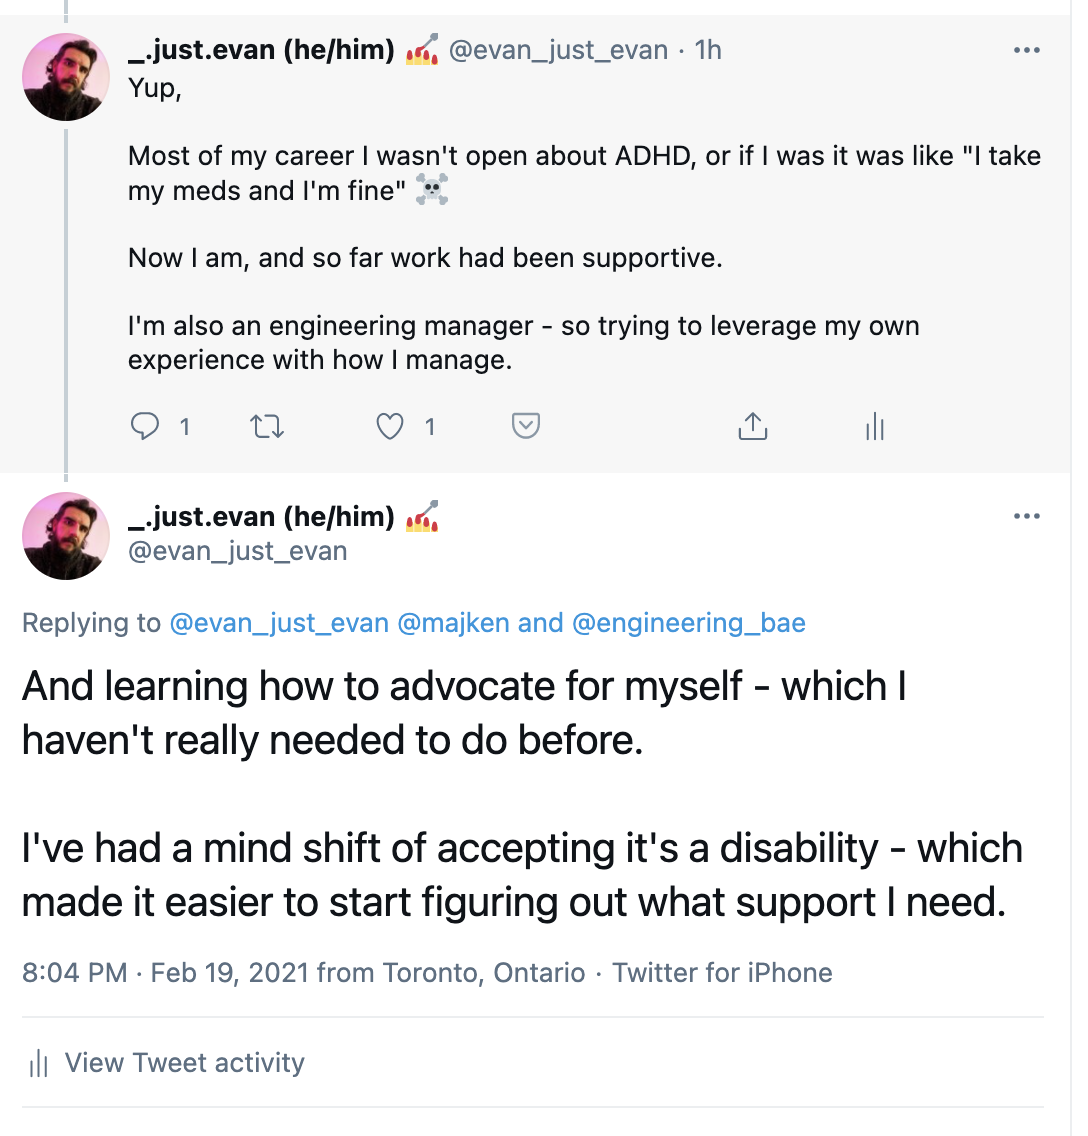 _.just.evan (he/him) 💅 @evan_just_evan · 1h
Yup,
Most of my career I wasn't open about ADHD, or if I was it was like "I take
my meds and I'm fine" ☠️
Now I am, and so far work had been supportive.
I'm also an engineering manager - so trying to leverage my own
experience with how I manage.
1 1
_.just.evan (he/him) 💅
@evan_just_evan
Replying to @evan_just_evan @majken and @engineering_bae
And learning how to advocate for myself - which I
haven't really needed to do before.
I've had a mind shift of accepting it's a disability - which
made it easier to start figuring out what support I need.
8:04 PM · Feb 19, 2021 from Toronto, Ontario · Twitter for iPhone
View Tweet activity